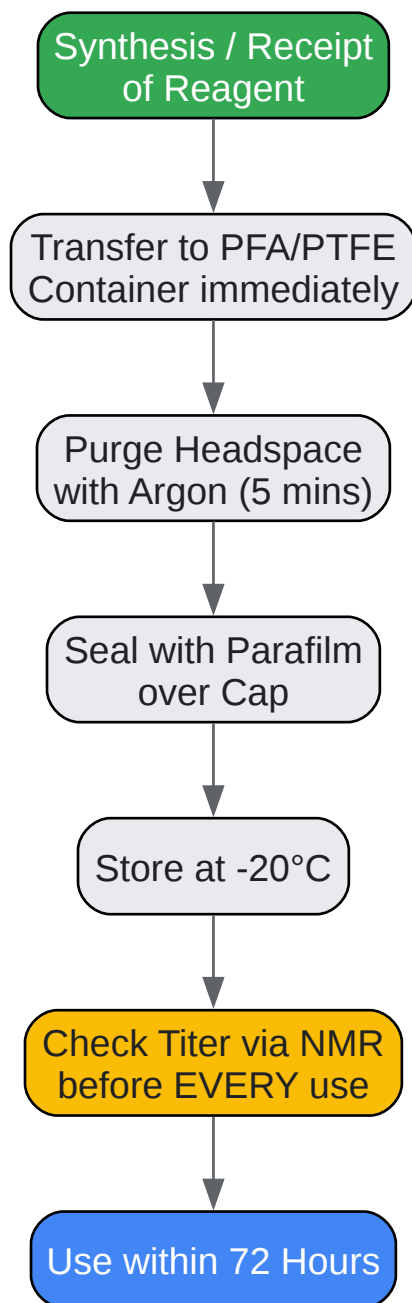 Synthesis / Receipt
of Reagent
Transfer to PFA/PTFE
Container immediately
Purge Headspace
with Argon (5 mins)
Seal with Parafilm
over Cap
Store at -20°C
Check Titer via NMR
before EVERY use
Use within 72 Hours